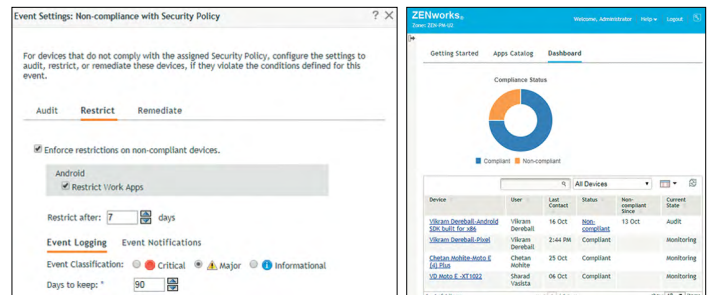 Event Settings: Non-compliance with Security Policy
? X
For devices that do not comply with the assigned Security Policy, configure the settings to
audit, restrict, or remediate these devices, if they violate the conditions defined for this
event.
Audit Restrict Remediate
Enforce restrictions on non-compliant devices.
Android
Restrict Work Apps
Restrict after: 7 days
Event Logging Event Notifications
Event Classification: Critical Major Informational
Days to keep: * 90
ZENworks®
Zone: ZEN-PM-U2
Welcome, Administrator Help Logout
Getting Started Apps Catalog Dashboard
Compliance Status
Compliant Non-compliant
All Devices
Device User Last Contact Status Non-compliant Since Current State
Vikram Dereball-Android SDK built for x86 Vikram Dereball 16 Oct Non-compliant 13 Oct Audit
Vikram Dereball-Pixel Vikram Dereball 2:44 PM Compliant Monitoring
Chetan Mohite-Moto E (4) Plus Chetan Mohite 25 Oct Compliant Monitoring
VD Moto E -XT1022 Sharad Vasista 06 Oct Compliant Monitoring